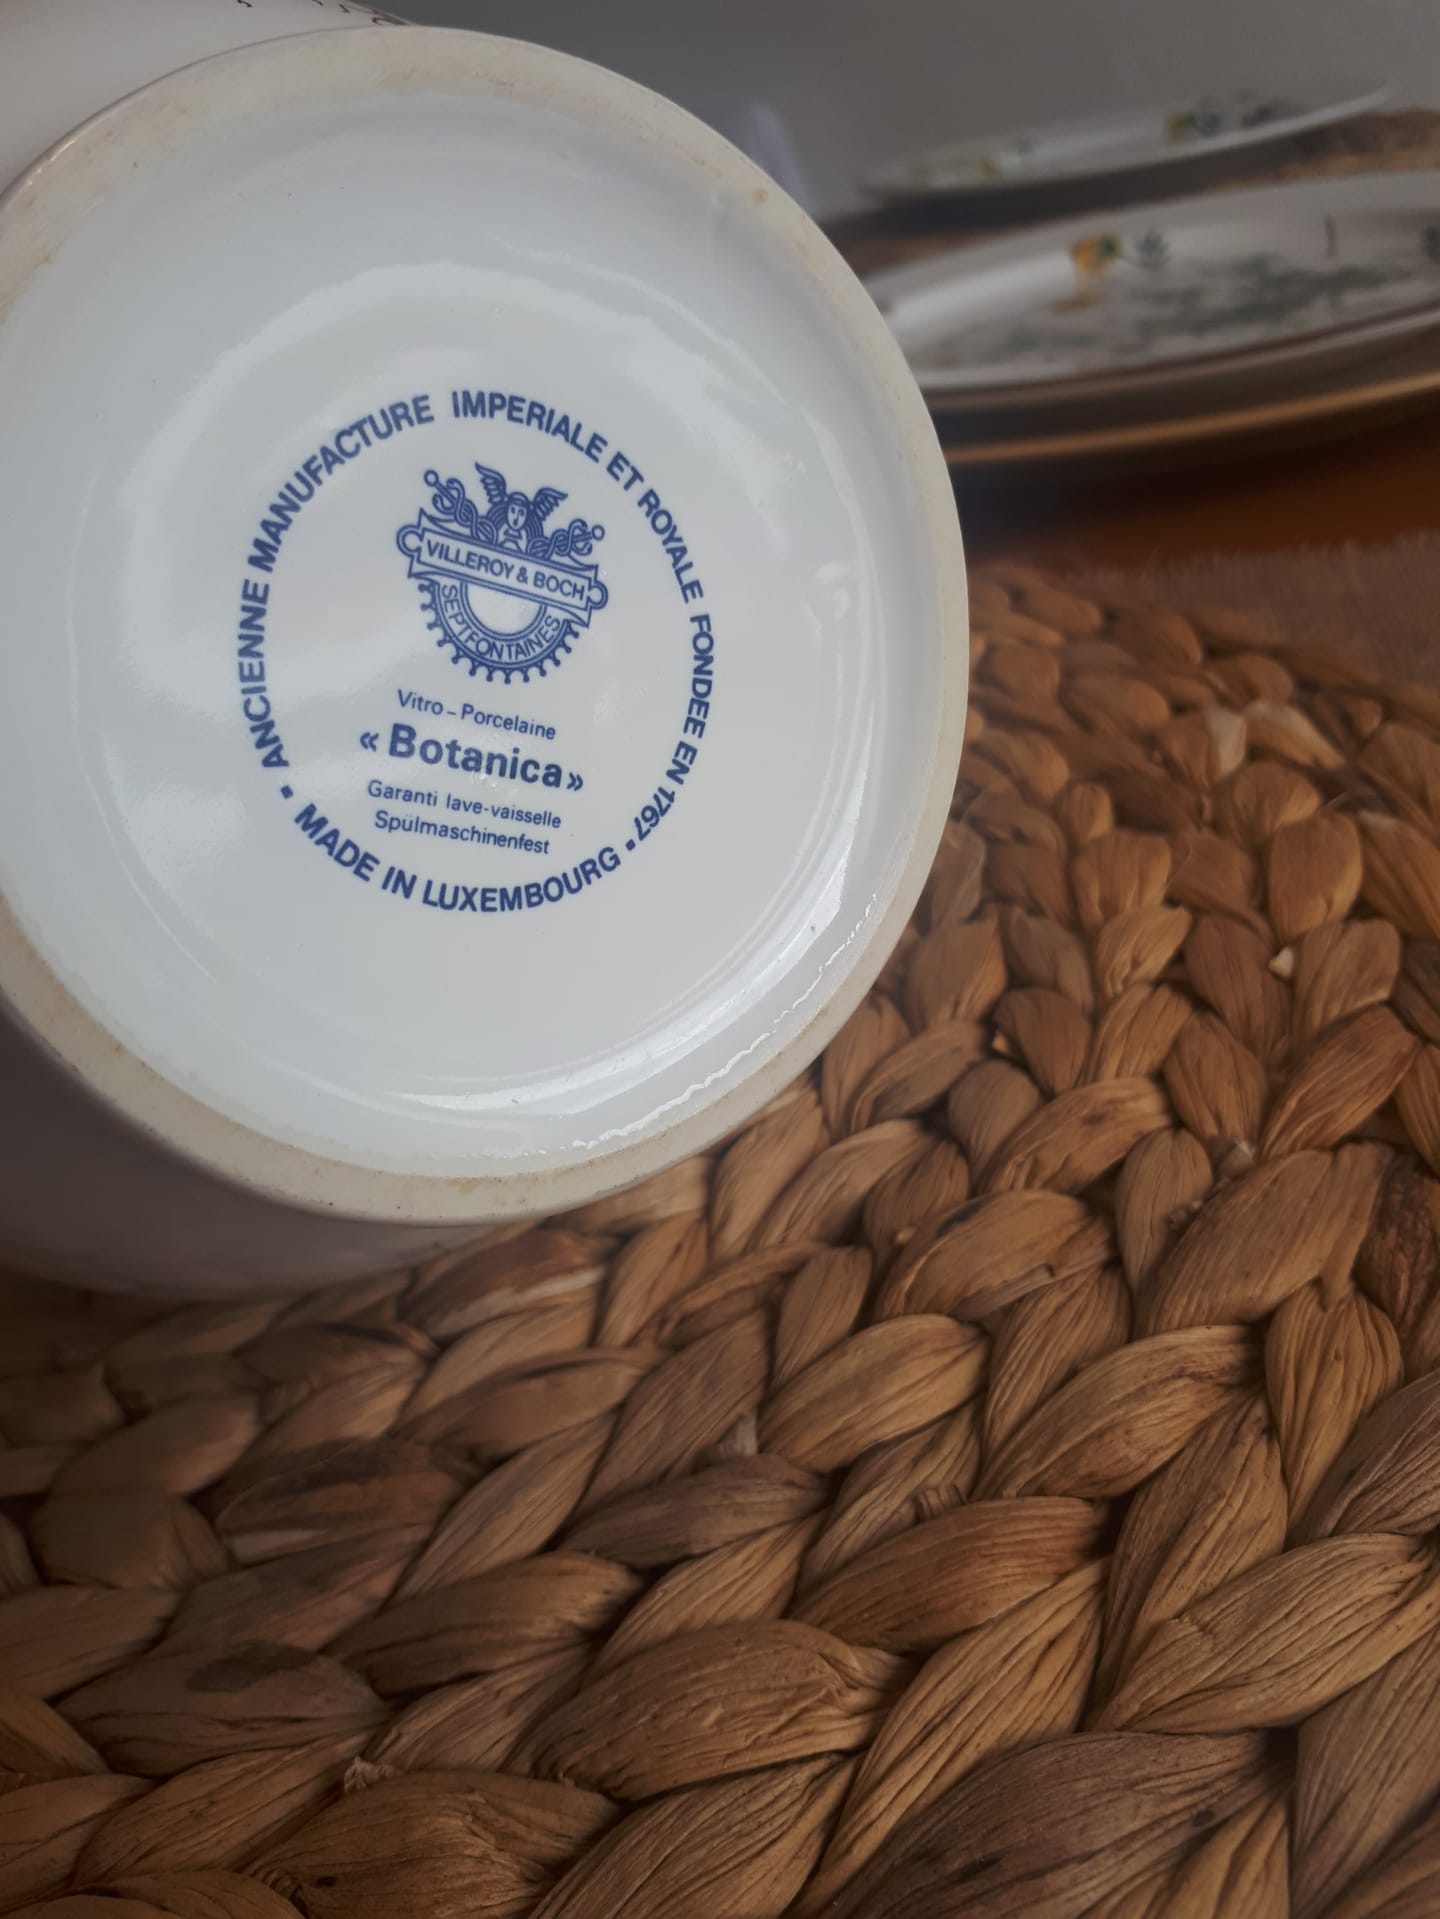 ANCIENNE MANUFACTURE IMPERIALE ET ROYALE FONDEE EN 1767
VILLEROY & BOCH
SEPTFONTAINES
Vitro-Porcelaine
«Botanica»
Garanti lave-vaisselle
Spülmaschinenfest
• MADE IN LUXEMBOURG •